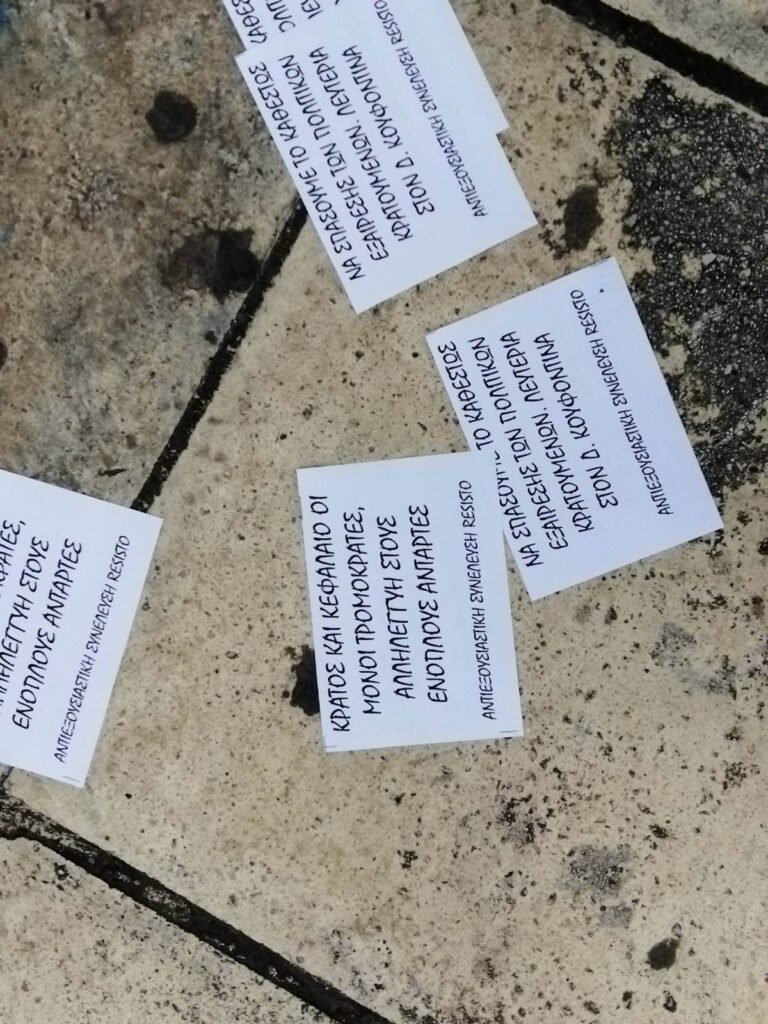 ΚΑΘΕΣΤΩΣ
ΝΑ ΣΠΑΣΟΥΜΕ ΤΟ ΚΑΘΕΣΤΩΣ
ΕΞΑΙΡΕΣΗΣ ΤΩΝ ΠΟΛΙΤΙΚΩΝ
ΚΡΑΤΟΥΜΕΝΩΝ. ΛΕΥΤΕΡΙΑ
ΣΤΟΝ Δ. ΚΟΥΦΟΝΤΙΝΑ
ΑΝΤΙΕΞΟΥΣΙΑΣΤΙΚΗ ΣΥΝΕΛΕΥΣΗ RESISTO
ΝΑ ΣΠΑΣΟΥΜΕ ΤΟ ΚΑΘΕΣΤΩΣ
ΕΞΑΙΡΕΣΗΣ ΤΩΝ ΠΟΛΙΤΙΚΩΝ
ΚΡΑΤΟΥΜΕΝΩΝ. ΛΕΥΤΕΡΙΑ
ΣΤΟΝ Δ. ΚΟΥΦΟΝΤΙΝΑ
ΑΝΤΙΕΞΟΥΣΙΑΣΤΙΚΗ ΣΥΝΕΛΕΥΣΗ RESISTO
ΚΡΑΤΟΣ ΚΑΙ ΚΕΦΑΛΑΙΟ ΟΙ
ΜΟΝΟΙ ΤΡΟΜΟΚΡΑΤΕΣ,
ΑΛΛΗΛΕΓΓΥΗ ΣΤΟΥΣ
ΕΝΟΠΛΟΥΣ ΑΝΤΑΡΤΕΣ
ΑΝΤΙΕΞΟΥΣΙΑΣΤΙΚΗ ΣΥΝΕΛΕΥΣΗ RESISTO
ΑΛΛΗΛΕΓΓΥΗ ΣΤΟΥΣ
ΕΝΟΠΛΟΥΣ ΑΝΤΑΡΤΕΣ
ΑΝΤΙΕΞΟΥΣΙΑΣΤΙΚΗ ΣΥΝΕΛΕΥΣΗ RESISTO